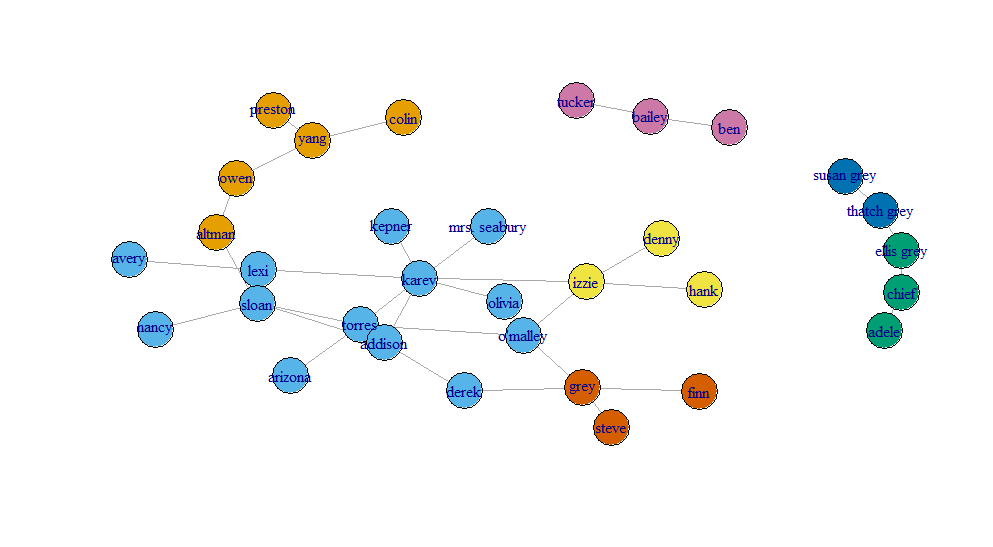 tucker
preston
colin
bailey
ben
yang
susan grey
owen
thatch grey
kepner
mrs. seabury
altman
denny
ellis grey
avery
lexi
karev
izzie
hank
chief
olivia
sloan
nancy
torres
adele
o'malley
addison
arizona
derek
grey
finn
steve